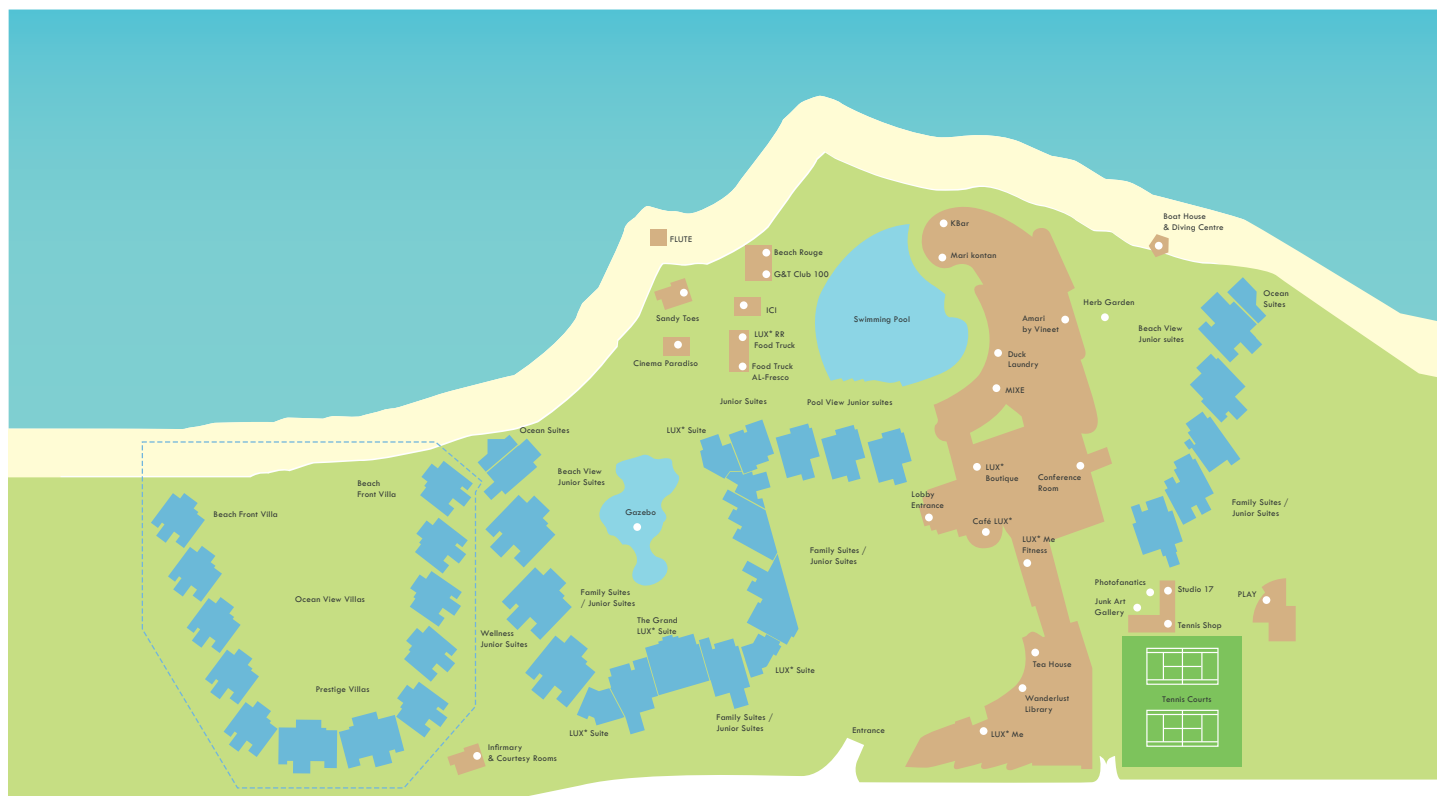 Boat House
& Diving Centre
KBar
FLUTE
Beach Rouge
Mari kontan
G&T Club 100
Ocean
Suites
Herb Garden
Sandy Toes
ICI
Swimming Pool
Amari
by Vineet
Beach View
Junior suites
LUX* RR
Food Truck
Cinema Paradiso
Duck
Laundry
Food Truck
AL-Fresco
MIXE
Junior Suites
Pool View Junior suites
Ocean Suites
LUX* Suite
Beach View
Junior Suites
LUX*
Boutique
Conference
Room
Beach
Front Villa
Lobby
Entrance
Family Suites /
Junior Suites
Beach Front Villa
Gazebo
Café LUX*
LUX* Me
Fitness
Family Suites /
Junior Suites
Photofanatics
Studio 17
PLAY
Family Suites
/ Junior Suites
Ocean View Villas
Junk Art
Gallery
Tennis Shop
The Grand
LUX* Suite
Wellness
Junior Suites
Tea House
LUX* Suite
Prestige Villas
Wanderlust
Library
Tennis Courts
Family Suites /
Junior Suites
LUX* Suite
Entrance
LUX* Me
Infirmary
& Courtesy Rooms